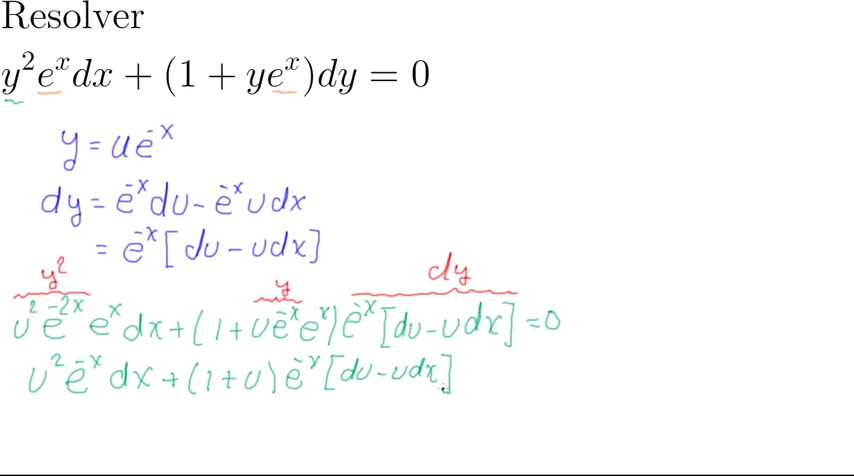 Resolver
y²eˣdx + (1 + yeˣ)dy = 0
y = ue⁻ˣ
dy = e⁻ˣdu - e⁻ˣudx
= e⁻ˣ[du - udx]
y² y dy
u²e⁻²ˣeˣdx + (1 + ue⁻ˣeˣ)e⁻ˣ[du - udx] = 0
u²e⁻ˣdx + (1 + u)e⁻ˣ[du - udx]